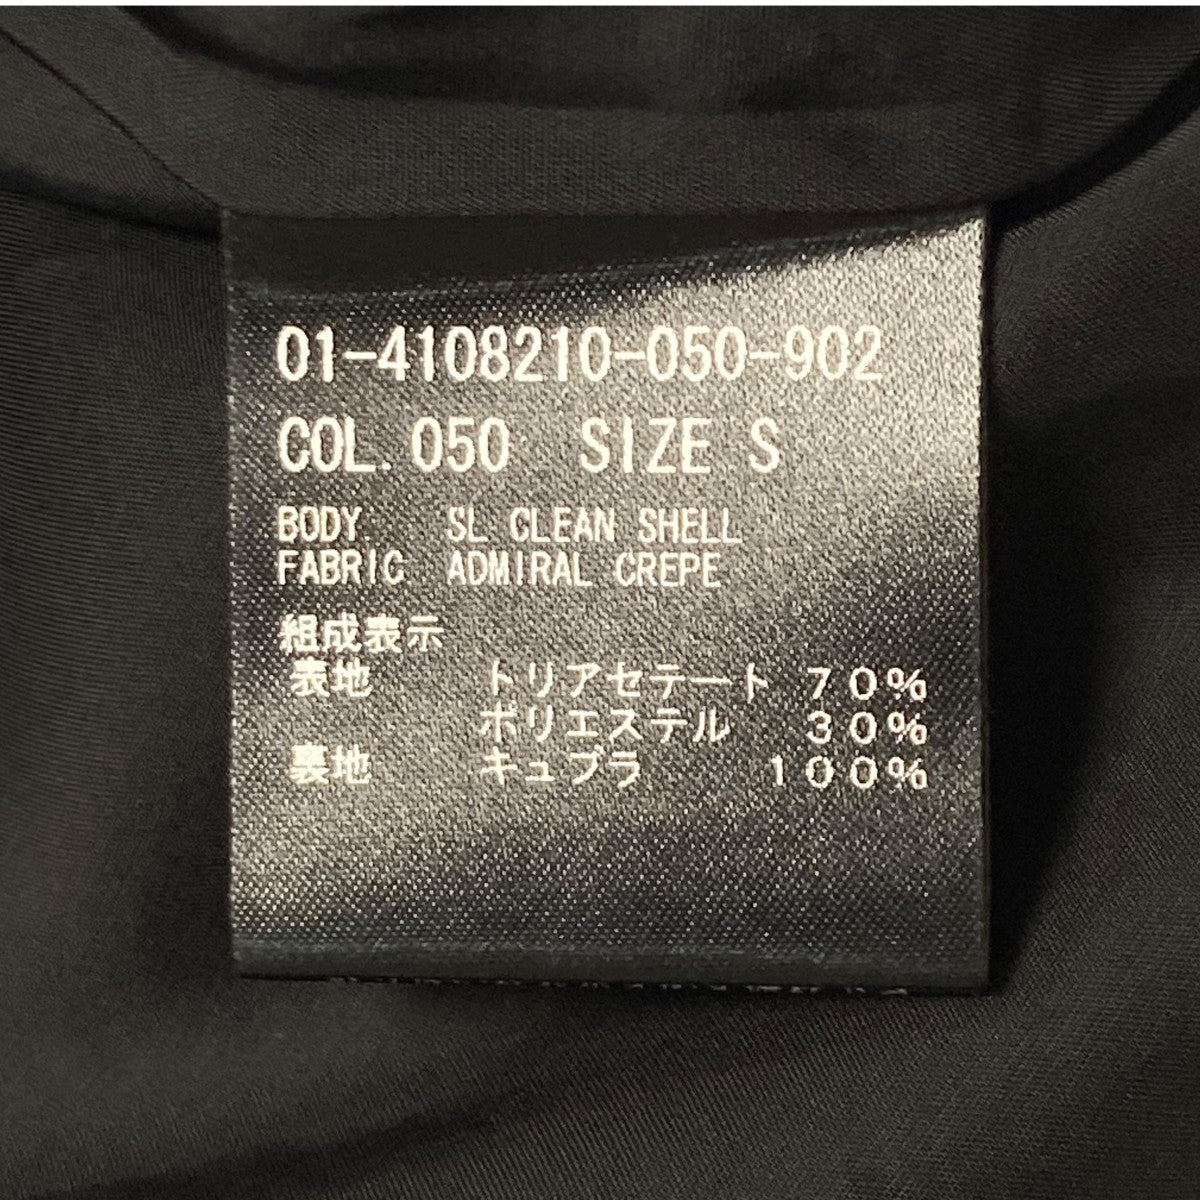 01-4108210-050-902
COL. 050 SIZE S
BODY. SL CLEAN SHELL
FABRIC ADMIRAL CREPE
組成表示
表地 トリアセテート 70%
ポリエステル 30%
裏地 キュプラ 100%